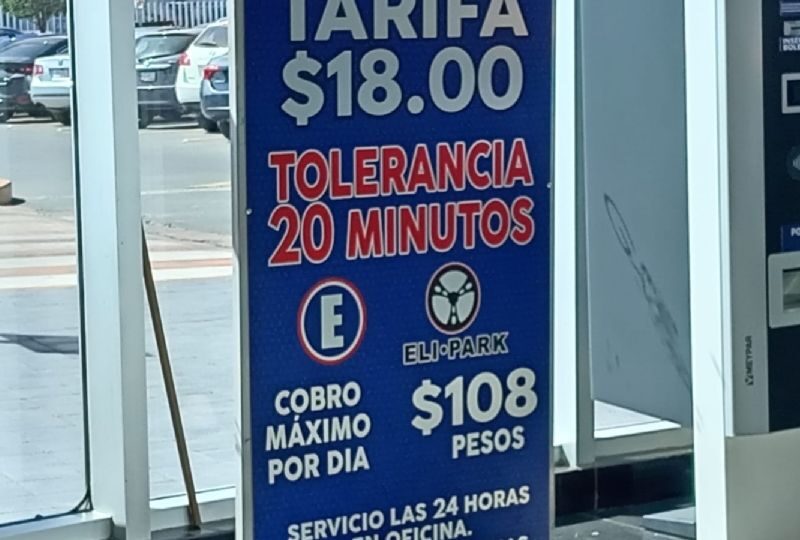 TARIFA
$18.00
TOLERANCIA
20 MINUTOS
E
ELI•PARK
COBRO
MÁXIMO
POR DIA
$108
PESOS
SERVICIO LAS 24 HORAS
EN OFICINA.
MEYPAR